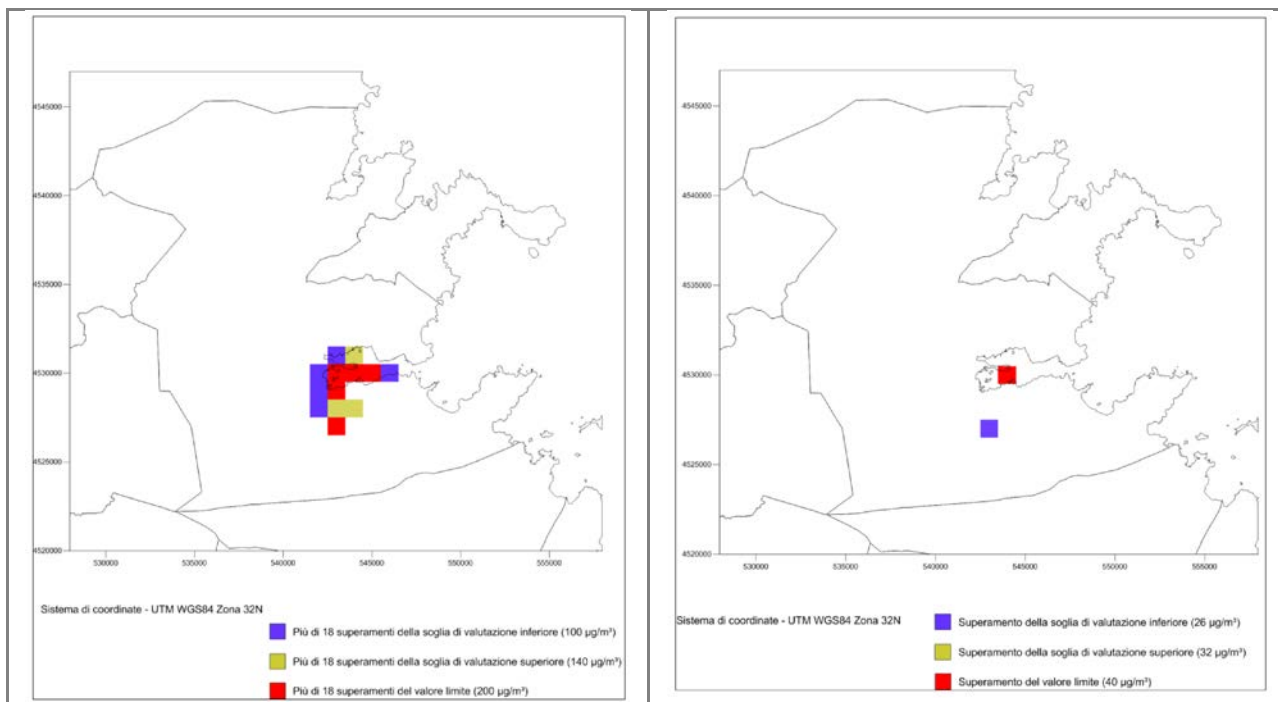 4545000
4540000
4535000
4530000
4525000
4520000
530000 535000 540000 545000 550000 555000
Sistema di coordinate - UTM WGS84 Zona 32N
Più di 18 superamenti della soglia di valutazione inferiore (100 µg/m³)
Più di 18 superamenti della soglia di valutazione superiore (140 µg/m³)
Più di 18 superamenti del valore limite (200 µg/m³)
4545000
4540000
4535000
4530000
4525000
4520000
530000 535000 540000 545000 550000 555000
Sistema di coordinate - UTM WGS84 Zona 32N
Superamento della soglia di valutazione inferiore (26 µg/m³)
Superamento della soglia di valutazione superiore (32 µg/m³)
Superamento del valore limite (40 µg/m³)